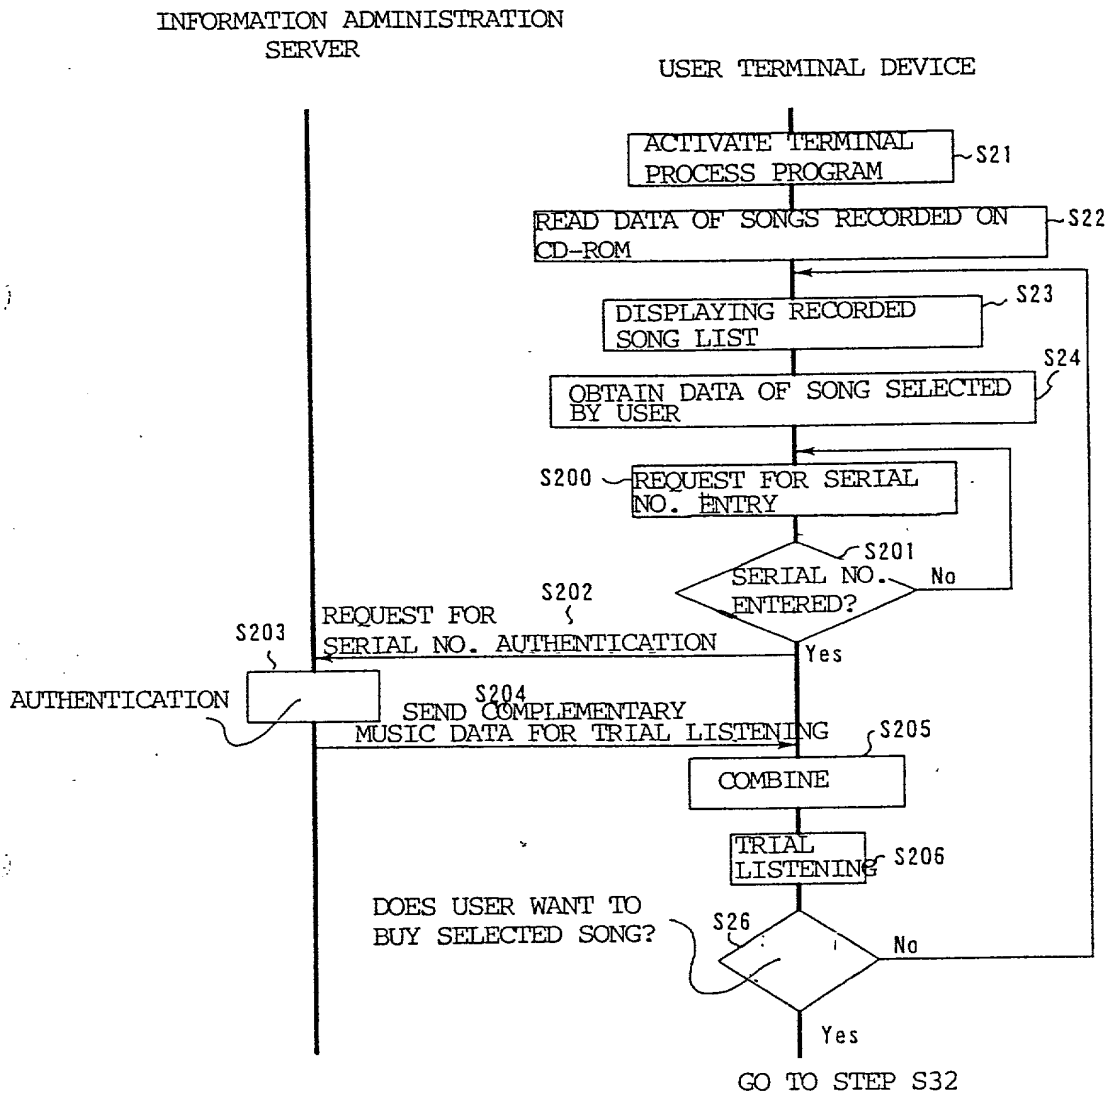 INFORMATION ADMINISTRATION
SERVER
USER TERMINAL DEVICE
ACTIVATE TERMINAL
PROCESS PROGRAM
S21
READ DATA OF SONGS RECORDED ON
CD-ROM
S22
DISPLAYING RECORDED
SONG LIST
S23
OBTAIN DATA OF SONG SELECTED
BY USER
S24
S200
REQUEST FOR SERIAL
NO. ENTRY
S201
SERIAL NO.
ENTERED?
No
Yes
S202
REQUEST FOR
SERIAL NO. AUTHENTICATION
S203
AUTHENTICATION
S204
SEND COMPLEMENTARY
MUSIC DATA FOR TRIAL LISTENING
S205
COMBINE
TRIAL
LISTENING
S206
DOES USER WANT TO
BUY SELECTED SONG?
S26
No
Yes
GO TO STEP S32